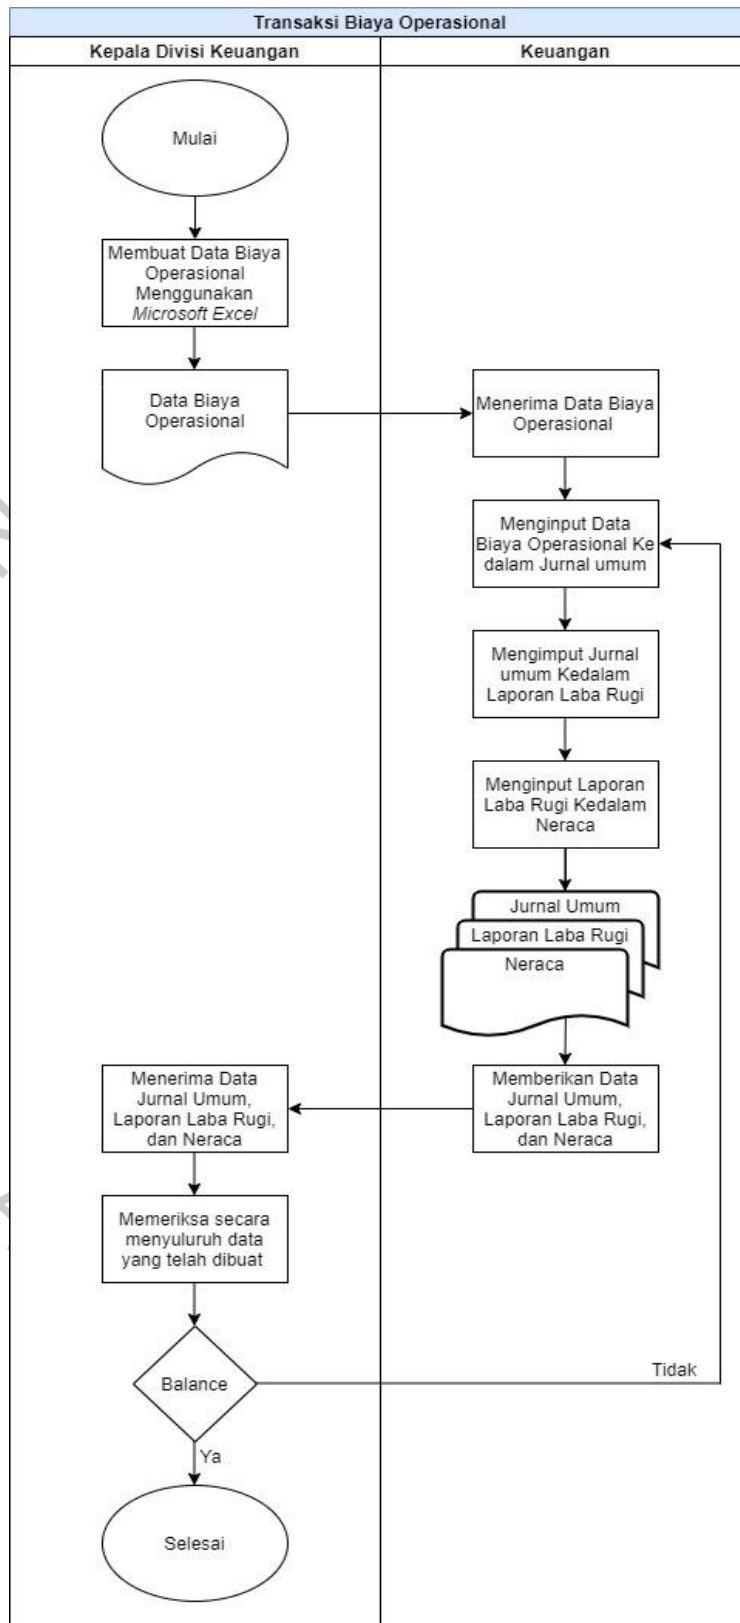 Transaksi Biaya Operasional
Kepala Divisi Keuangan
Keuangan
Mulai
Membuat Data Biaya
Operasional
Menggunakan
Microsoft Excel
Data Biaya
Operasional
Menerima Data Biaya
Operasional
Menginput Data
Biaya Operasional Ke
dalam Jurnal umum
Mengimput Jurnal
umum Kedalam
Laporan Laba Rugi
Menginput Laporan
Laba Rugi Kedalam
Neraca
Jurnal Umum
Laporan Laba Rugi
Neraca
Memberikan Data
Jurnal Umum,
Laporan Laba Rugi,
dan Neraca
Menerima Data
Jurnal Umum,
Laporan Laba Rugi,
dan Neraca
Memeriksa secara
menyuluruh data
yang telah dibuat
Balance
Tidak
Ya
Selesai